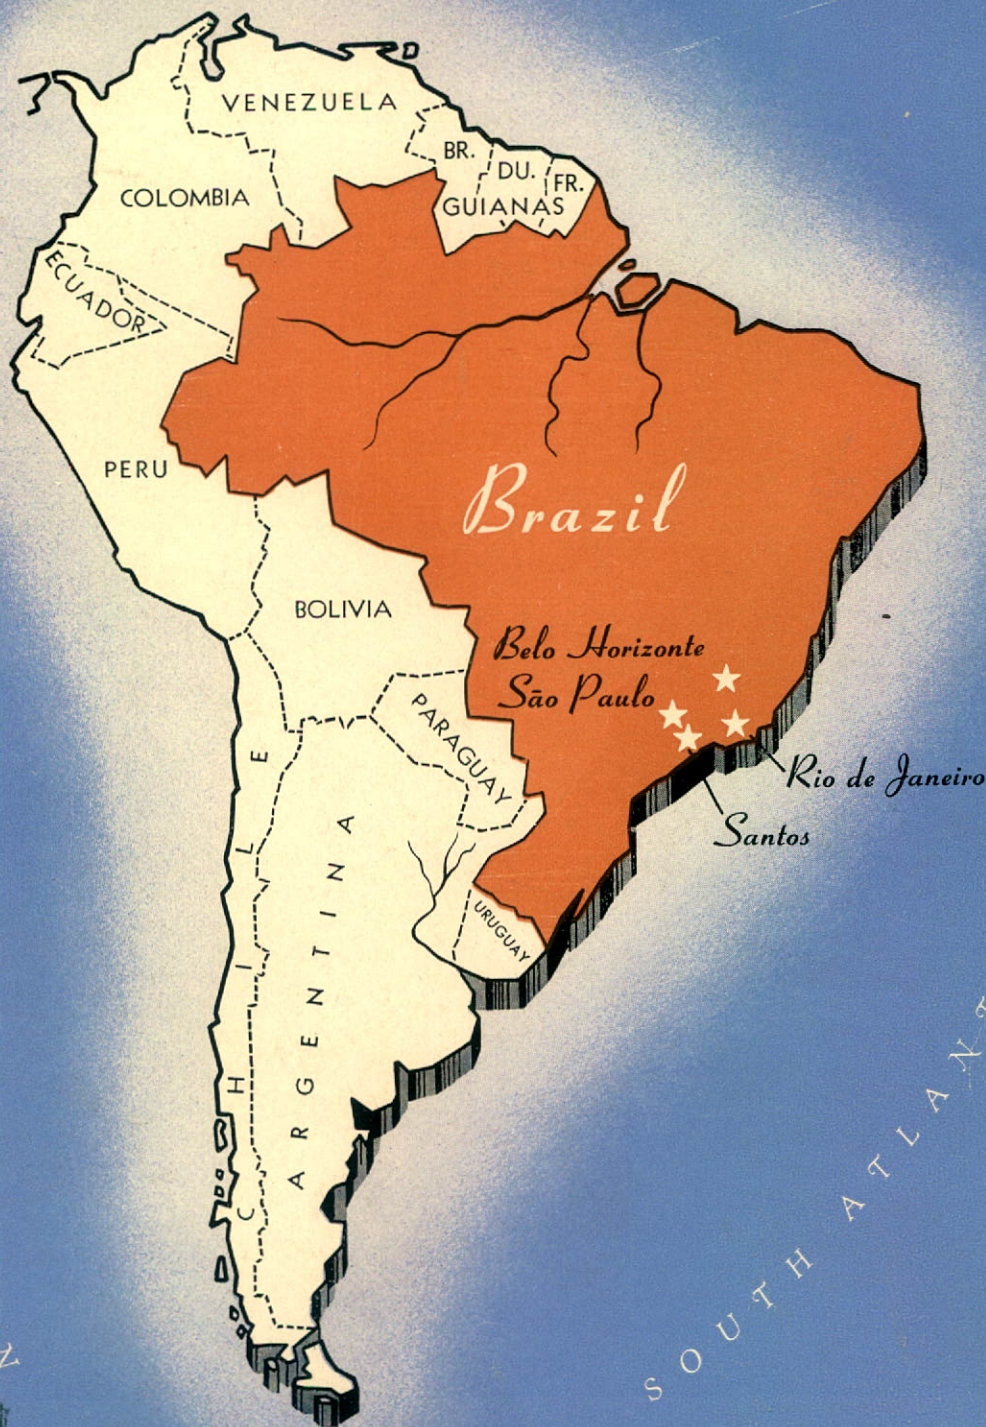 VENEZUELA
BR.
DU.
FR.
GUIANAS
COLOMBIA
ECUADOR
PERU
Brazil
BOLIVIA
Belo Horizonte
São Paulo
PARAGUAY
Rio de Janeiro
Santos
CHILE
ARGENTINA
URUGUAY
SOUTH ATLANT
N